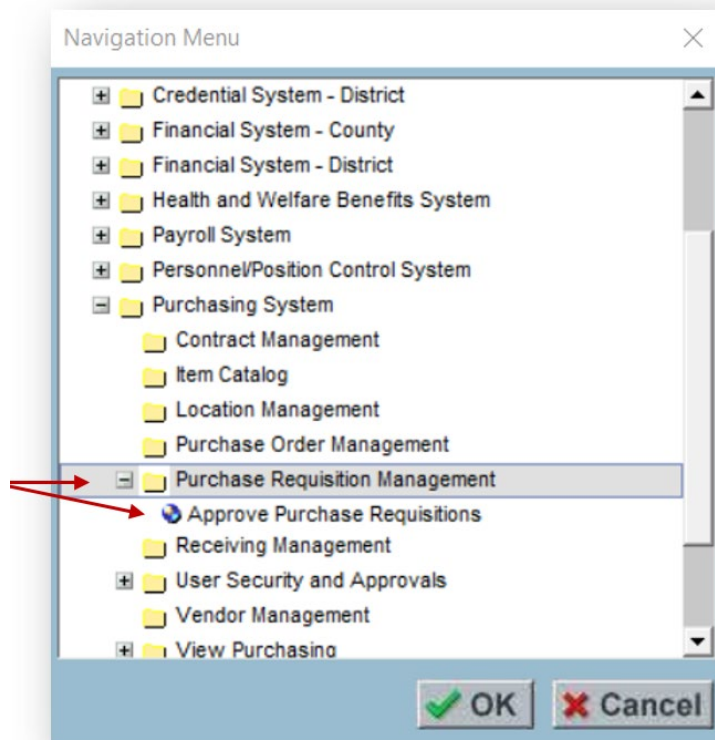 Navigation Menu
Credential System - District
Financial System - County
Financial System - District
Health and Welfare Benefits System
Payroll System
Personnel/Position Control System
Purchasing System
Contract Management
Item Catalog
Location Management
Purchase Order Management
Purchase Requisition Management
Approve Purchase Requisitions
Receiving Management
User Security and Approvals
Vendor Management
View Purchasing
OK
Cancel